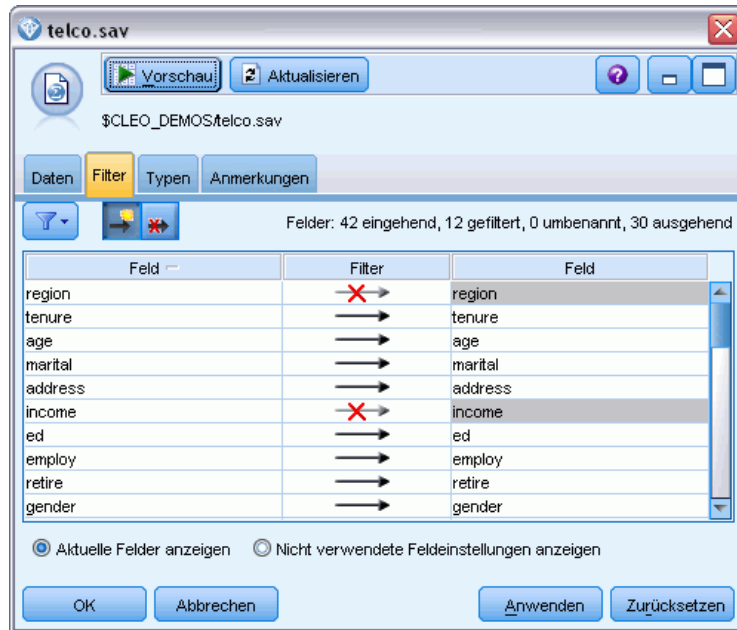 telco.sav
Vorschau Aktualisieren
$CLEO_DEMOS/telco.sav
Daten Filter Typen Anmerkungen
Felder: 42 eingehend, 12 gefiltert, 0 umbenannt, 30 ausgehend
Feld Filter Feld
region region
tenure tenure
age age
marital marital
address address
income income
ed ed
employ employ
retire retire
gender gender
Aktuelle Felder anzeigen Nicht verwendete Feldeinstellungen anzeigen
OK Abbrechen Anwenden Zurücksetzen